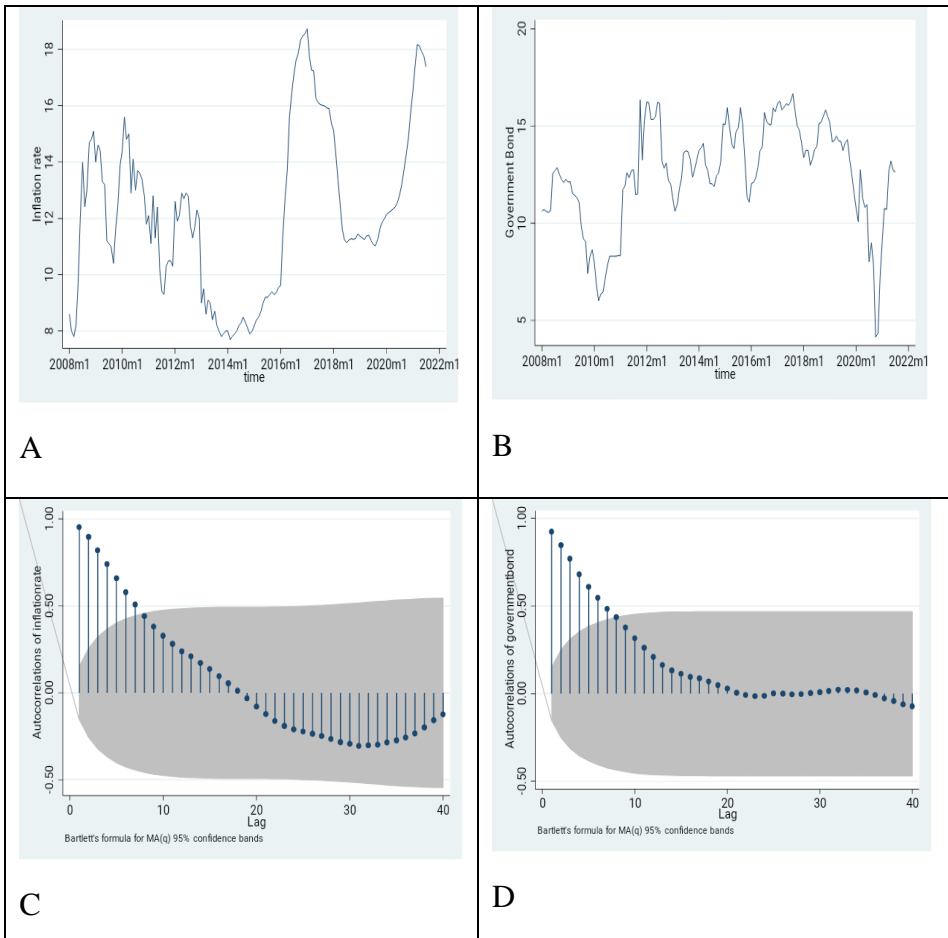 Inflation rate
18
16
14
12
10
8
2008m1 2010m1 2012m1 2014m1 2016m1 2018m1 2020m1 2022m1
time
A
Government Bond
20
15
10
5
2008m1 2010m1 2012m1 2014m1 2016m1 2018m1 2020m1 2022m1
time
B
Autocorrelations of inflationrate
1.00
0.50
0.00
-0.50
0 10 20 30 40
Lag
Bartlett's formula for MA(q) 95% confidence bands
C
Autocorrelations of governmentbond
1.00
0.50
0.00
-0.50
0 10 20 30 40
Lag
Bartlett's formula for MA(q) 95% confidence bands
D